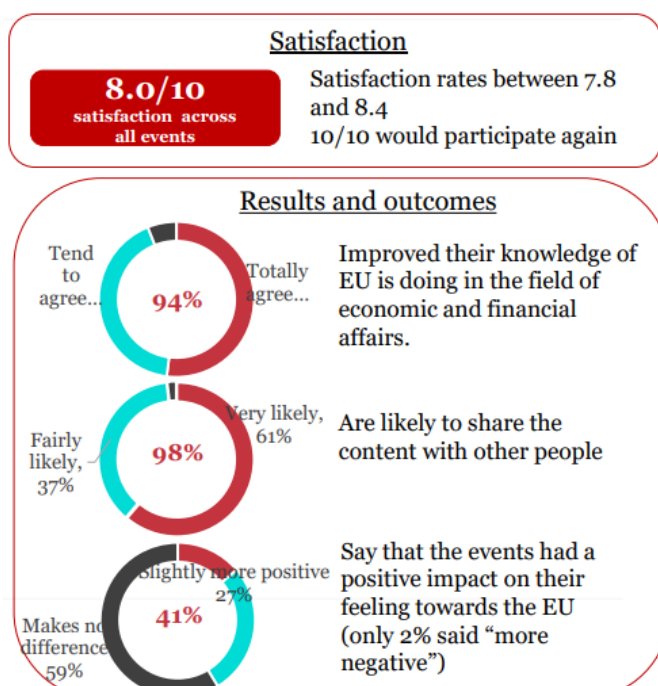 Satisfaction
8.0/10
satisfaction across
all events
Satisfaction rates between 7.8
and 8.4
10/10 would participate again
Results and outcomes
Tend
to
agree...
94%
Totally
agree...
Improved their knowledge of
EU is doing in the field of
economic and financial
affairs.
Fairly
likely,
37%
98%
Very likely,
61%
Are likely to share the
content with other people
Slightly more positive
27%
41%
Makes no
difference
59%
Say that the events had a
positive impact on their
feeling towards the EU
(only 2% said “more
negative”)